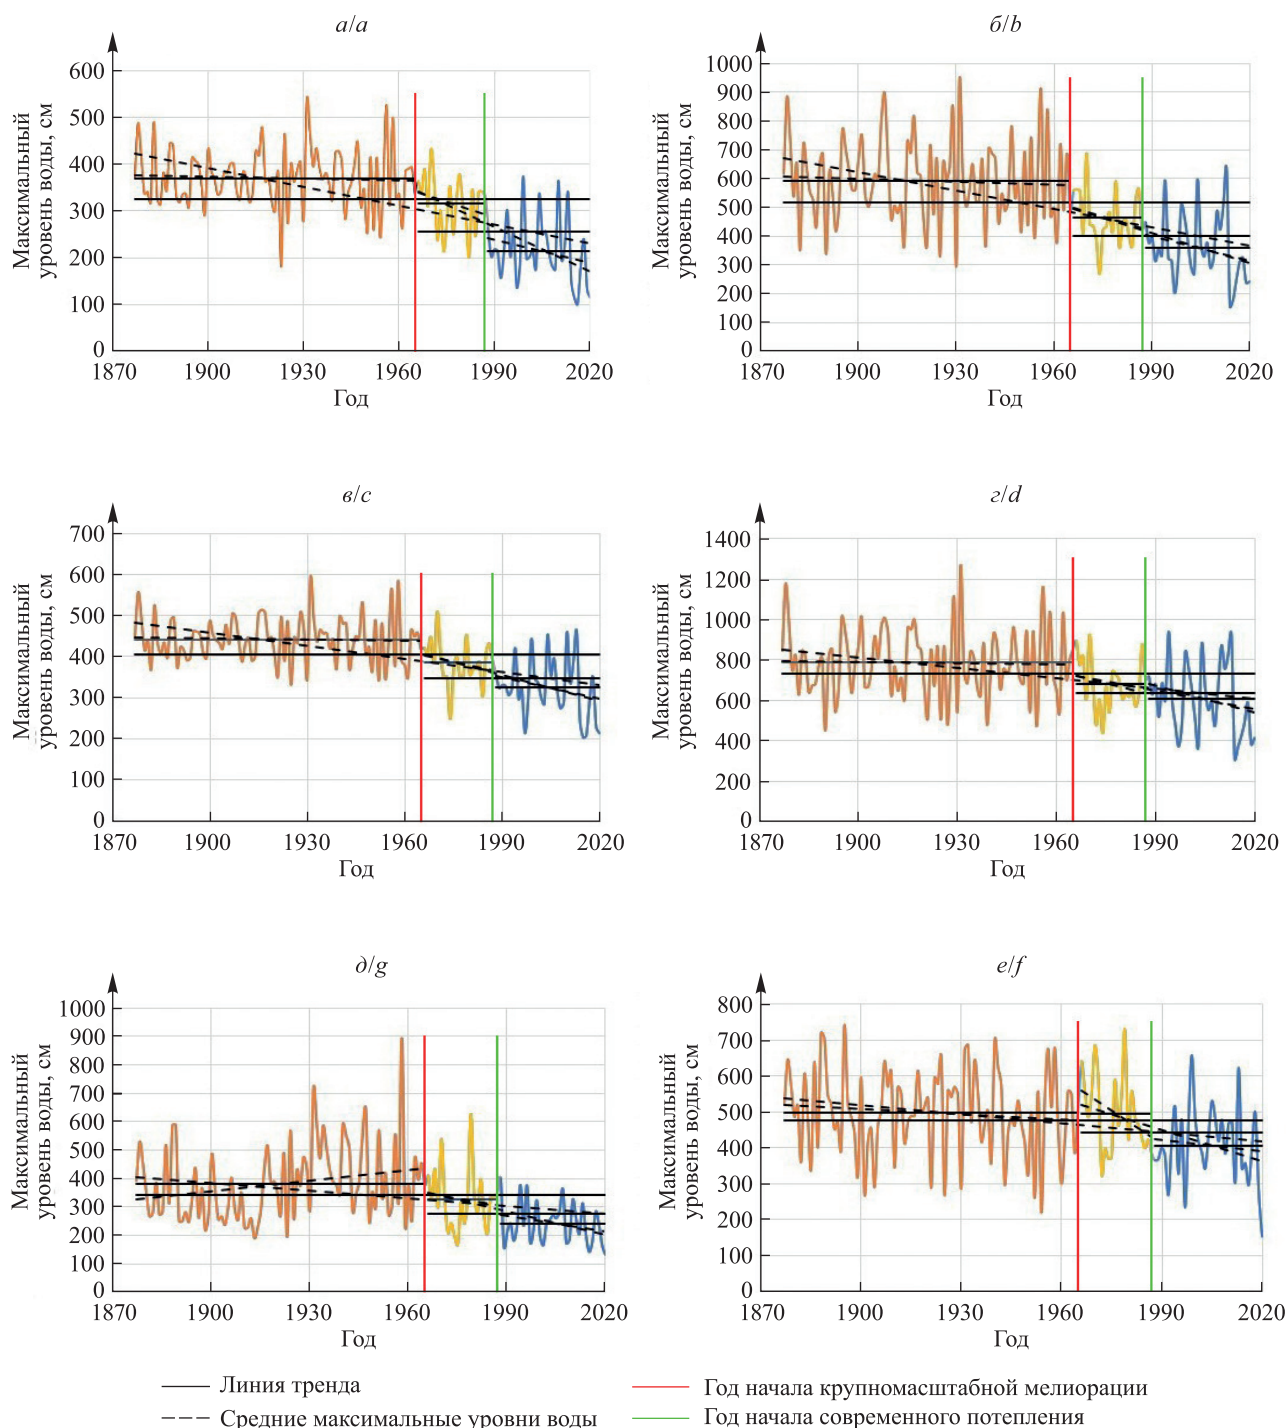 а/a
Максимальный
уровень воды, см
600
500
400
300
200
100
0
1870 1900 1930 1960 1990 2020
Год
б/b
Максимальный
уровень воды, см
1000
900
800
700
600
500
400
300
200
100
0
1870 1900 1930 1960 1990 2020
Год
в/c
Максимальный
уровень воды, см
700
600
500
400
300
200
100
0
1870 1900 1930 1960 1990 2020
Год
г/d
Максимальный
уровень воды, см
1400
1200
1000
800
600
400
200
0
1870 1900 1930 1960 1990 2020
Год
д/g
Максимальный
уровень воды, см
1000
900
800
700
600
500
400
300
200
100
0
1870 1900 1930 1960 1990 2020
Год
е/f
Максимальный
уровень воды, см
800
700
600
500
400
300
200
100
0
1870 1900 1930 1960 1990 2020
Год
Линия тренда
Средние максимальные уровни воды
Год начала крупномасштабной мелиорации
Год начала современного потепления